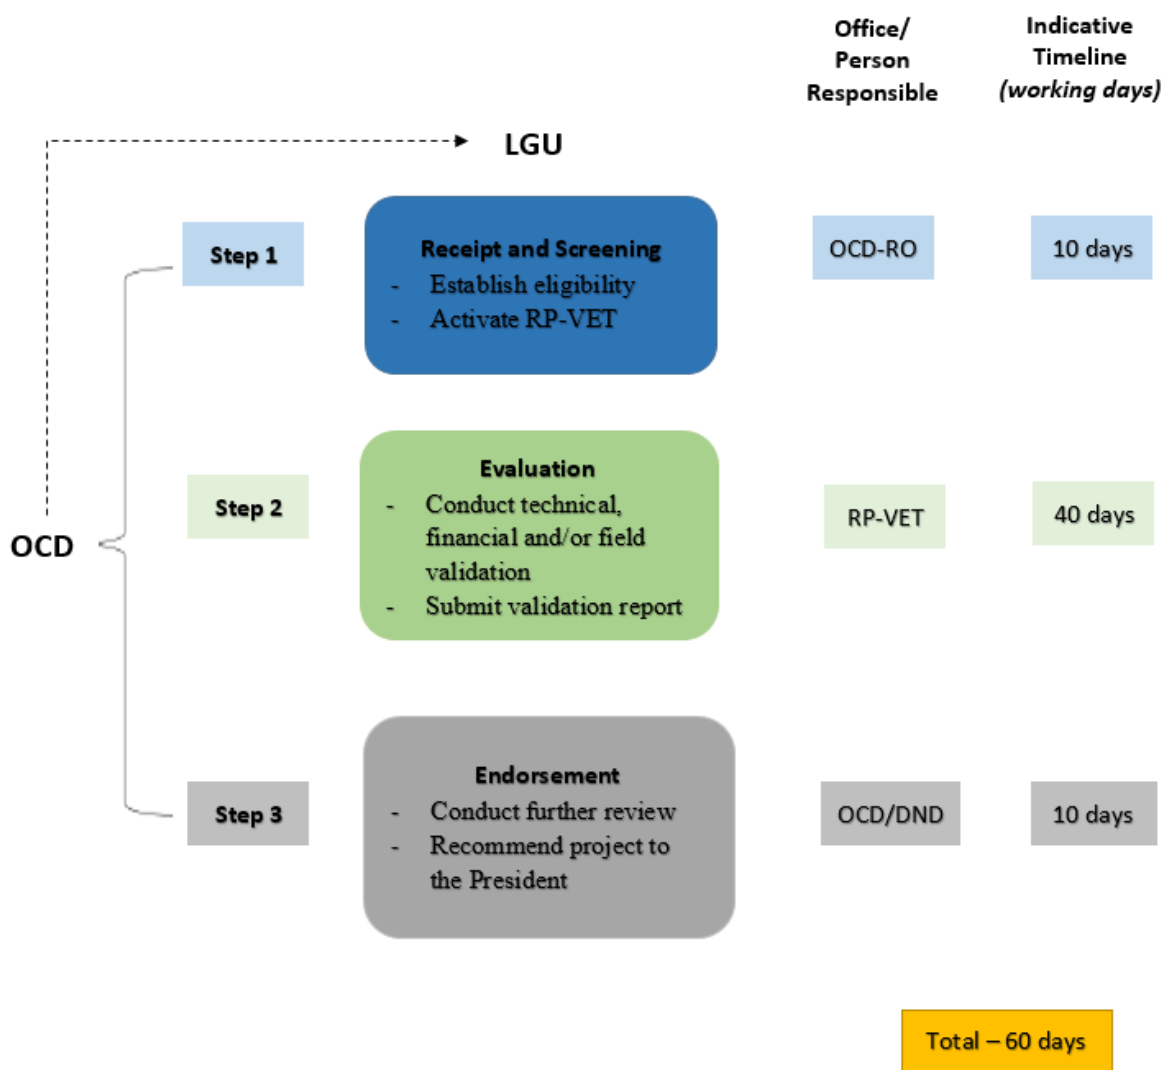 Office/
Person
Responsible
Indicative
Timeline
(working days)
LGU
Step 1
Receipt and Screening
- Establish eligibility
- Activate RP-VET
OCD-RO
10 days
Step 2
Evaluation
- Conduct technical,
financial and/or field
validation
- Submit validation report
RP-VET
40 days
OCD
Step 3
Endorsement
- Conduct further review
- Recommend project to
the President
OCD/DND
10 days
Total – 60 days